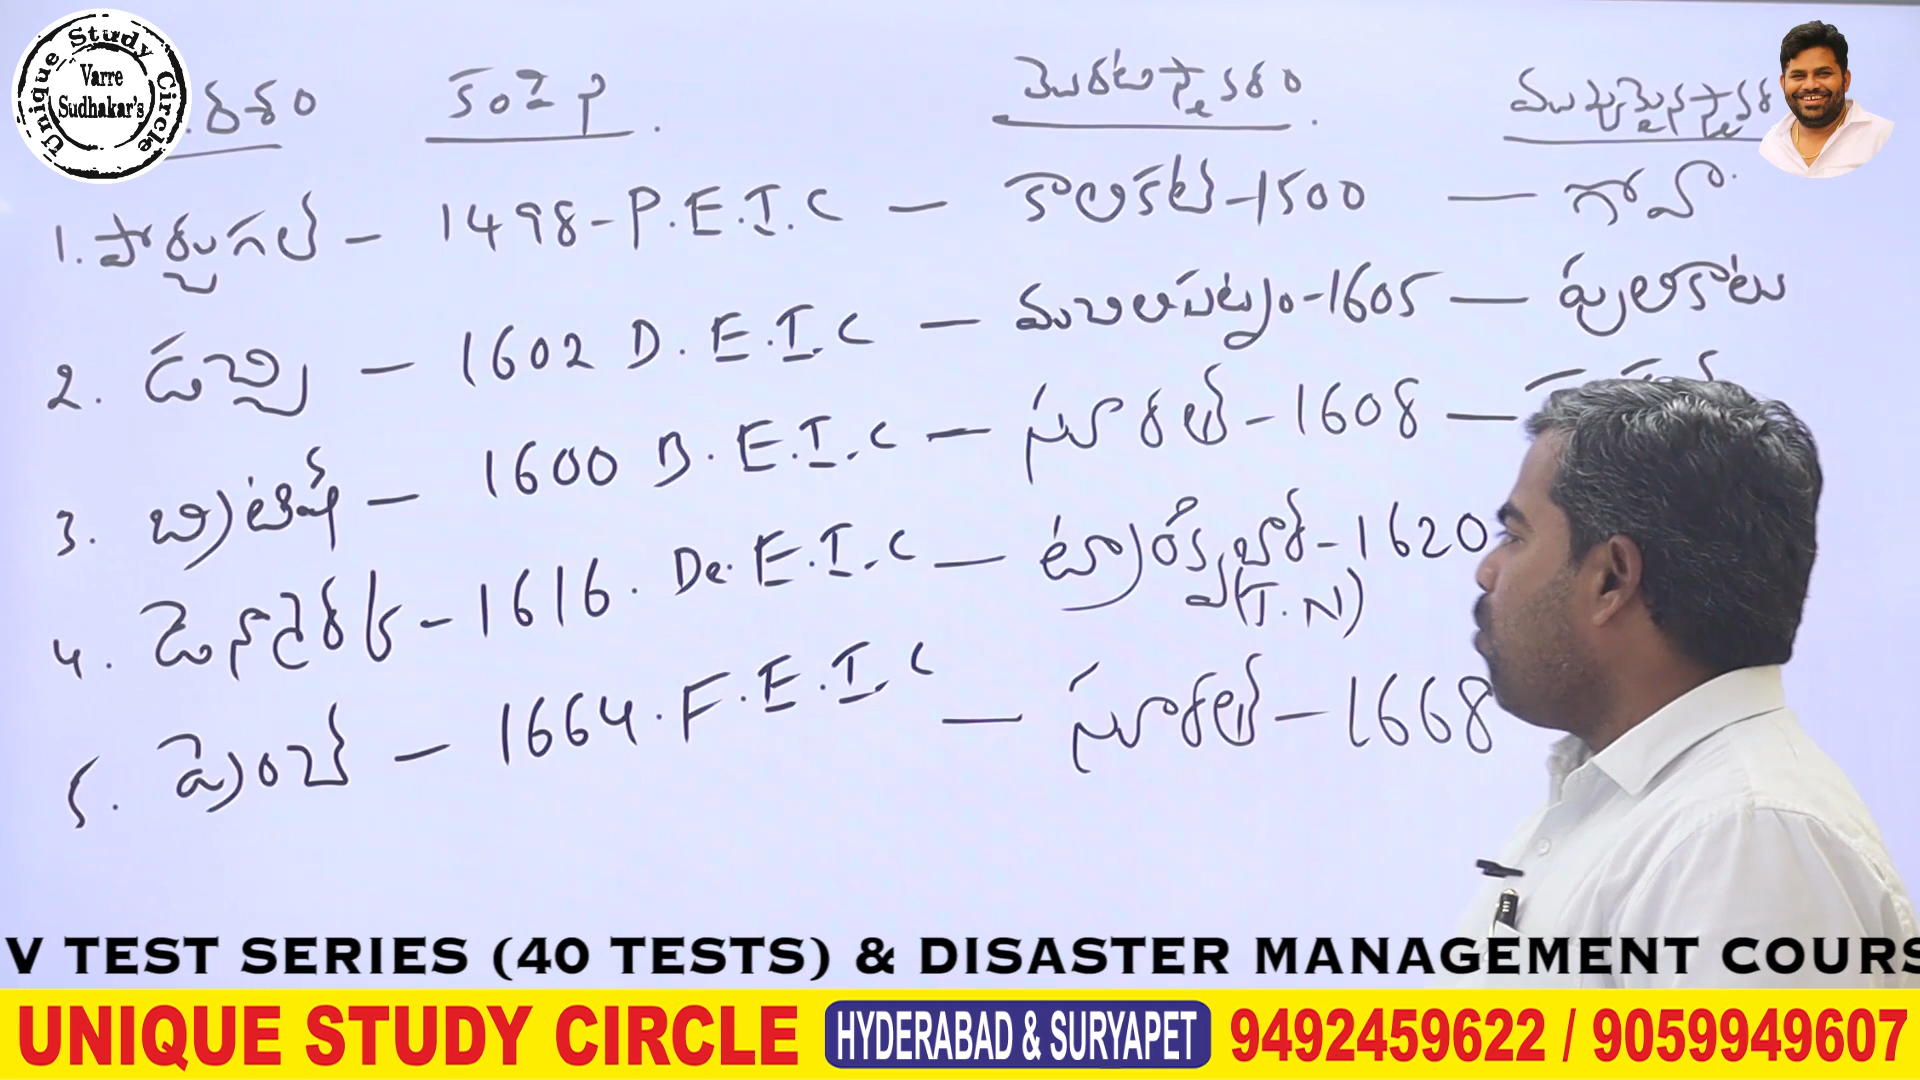 Unique Study Circle
Varre Sudhakar's
దేశం కంపెనీ మొదటి స్థావరం ముఖ్యమైన స్థావరం
1. పోర్చుగల్ - 1498 - P.E.I.C - కాలికట్ - 1500 - గోవా
2. డచ్చి - 1602 D.E.I.C - మచిలీపట్నం - 1605 - పులికాట్
3. బ్రిటిష్ - 1600 B.E.I.C - సూరత్ - 1608 -
4. డెన్మార్క్ - 1616. De.E.I.C - ట్రాంక్వబార్ - 1620
(T.N)
5. ఫ్రెంచ్ - 1664. F.E.I.C - సూరత్ - 1668
V TEST SERIES (40 TESTS) & DISASTER MANAGEMENT COURS
UNIQUE STUDY CIRCLE HYDERABAD & SURYAPET 9492459622 / 9059949607